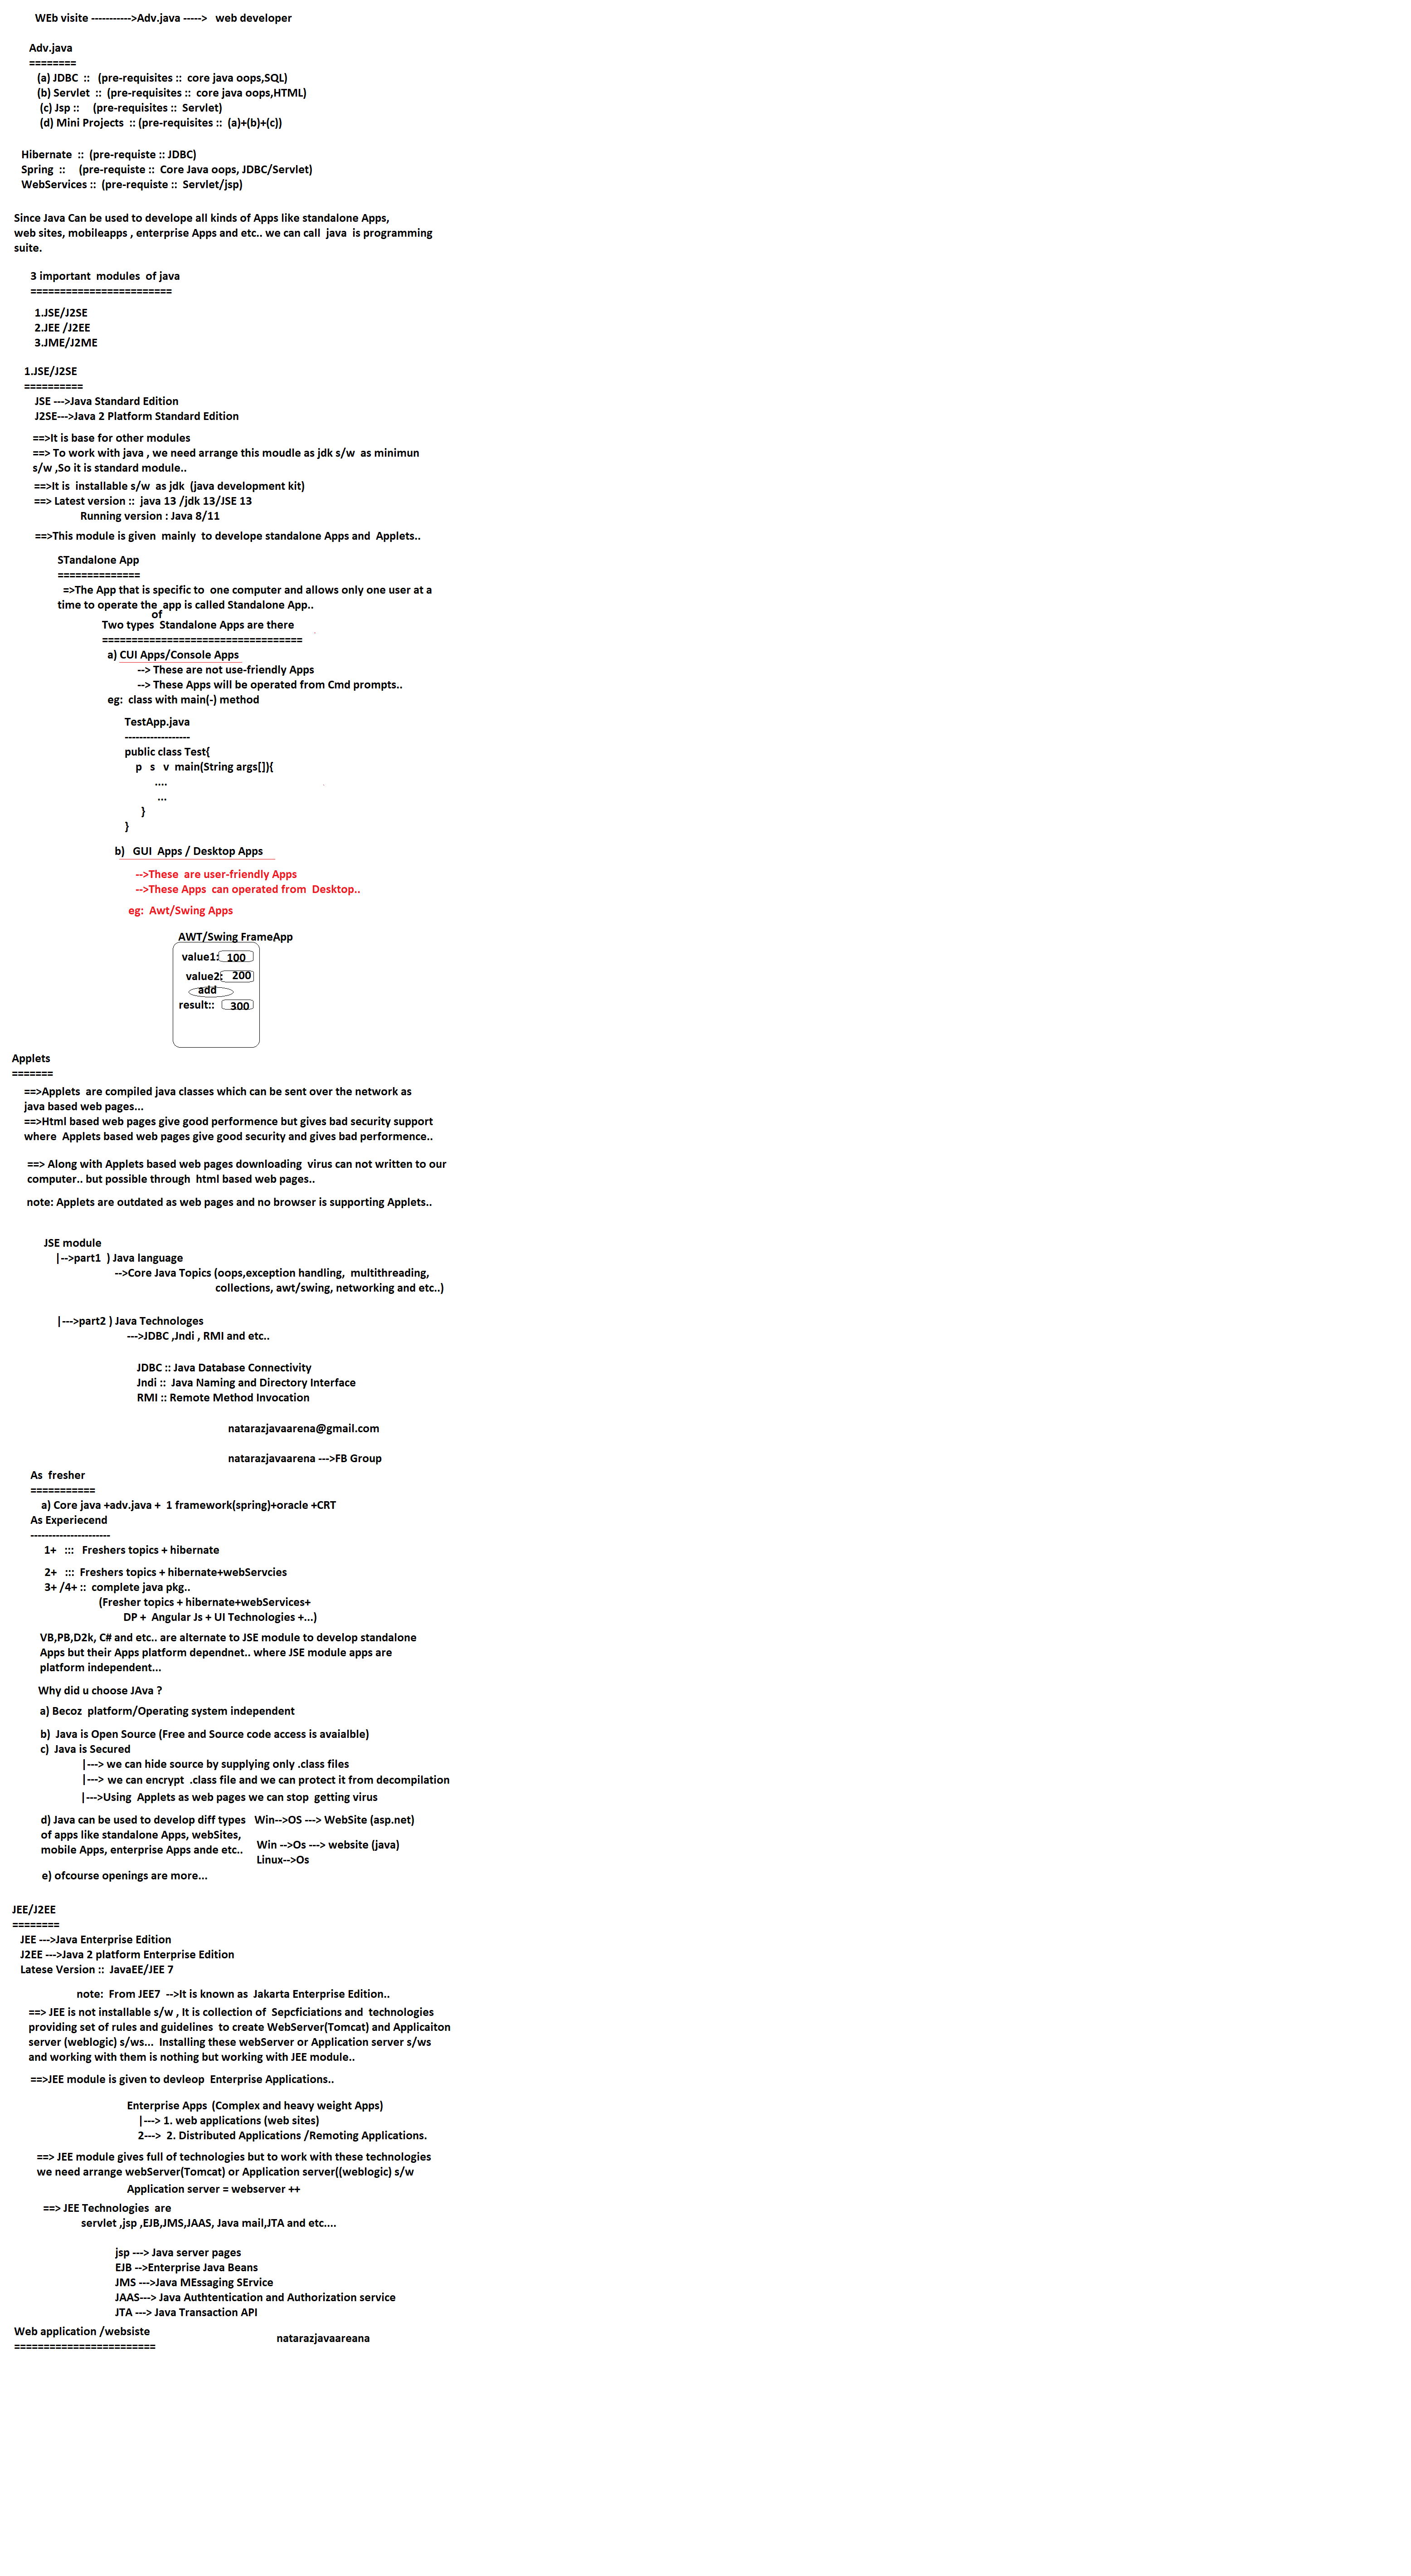 WEb visite ----------->Adv.java ----->   web developer
Adv.java
========
(a) JDBC  ::   (pre-requisites ::  core java oops,SQL)
(b) Servlet  ::  (pre-requisites ::  core java oops,HTML)
(c) Jsp ::     (pre-requisites ::  Servlet)
(d) Mini Projects  :: (pre-requisites ::  (a)+(b)+(c))
Hibernate  ::  (pre-requiste :: JDBC)
Spring  ::     (pre-requiste ::  Core Java oops, JDBC/Servlet)
WebServices ::  (pre-requiste ::  Servlet/jsp)
Since Java Can be used to develope all kinds of Apps like standalone Apps,
web sites, mobileapps , enterprise Apps and etc.. we can call  java  is programming
suite.
3 important  modules  of java
========================
1.JSE/J2SE
2.JEE /J2EE
3.JME/J2ME
1.JSE/J2SE
==========
JSE --->Java Standard Edition
J2SE--->Java 2 Platform Standard Edition
==>It is base for other modules
==> To work with java , we need arrange this moudle as jdk s/w  as minimun
s/w ,So it is standard module..
==>It is  installable s/w  as jdk  (java development kit)
==> Latest version ::  java 13 /jdk 13/JSE 13
Running version : Java 8/11
==>This module is given  mainly  to develope standalone Apps and  Applets..
STandalone App
==============
=>The App that is specific to  one computer and allows only one user at a
time to operate the  app is called Standalone App..
of
Two types  Standalone Apps are there
==================================
a) CUI Apps/Console Apps
--> These are not use-friendly Apps
--> These Apps will be operated from Cmd prompts..
eg:  class with main(-) method
TestApp.java
------------------
public class Test{
p   s   v  main(String args[]){
....
...
}
}
b)   GUI  Apps / Desktop Apps
-->These  are user-friendly Apps
-->These Apps  can operated from  Desktop..
eg:  Awt/Swing Apps
AWT/Swing FrameApp
value1: 100
value2: 200
add
result:: 300
Applets
=======
==>Applets  are compiled java classes which can be sent over the network as
java based web pages...
==>Html based web pages give good performence but gives bad security support
where  Applets based web pages give good security and gives bad performence..
==> Along with Applets based web pages downloading  virus can not written to our
computer.. but possible through  html based web pages..
note: Applets are outdated as web pages and no browser is supporting Applets..
JSE module
|-->part1  ) Java language
-->Core Java Topics (oops,exception handling,  multithreading,
collections, awt/swing, networking and etc..)
|--->part2 ) Java Technologes
--->JDBC ,Jndi , RMI and etc..
JDBC :: Java Database Connectivity
Jndi ::  Java Naming and Directory Interface
RMI :: Remote Method Invocation
natarazjavaarena@gmail.com
natarazjavaarena --->FB Group
As  fresher
===========
a) Core java +adv.java +  1 framework(spring)+oracle +CRT
As Experiecend
----------------------
1+   :::   Freshers topics + hibernate
2+   :::  Freshers topics + hibernate+webServcies
3+ /4+ ::  complete java pkg..
(Fresher topics + hibernate+webServices+
DP +  Angular Js + UI Technologies +...)
VB,PB,D2k, C# and etc.. are alternate to JSE module to develop standalone
Apps but their Apps platform dependnet.. where JSE module apps are
platform independent...
Why did u choose JAva ?
a) Becoz  platform/Operating system independent
b)  Java is Open Source (Free and Source code access is avaialble)
c)  Java is Secured
|---> we can hide source by supplying only .class files
|---> we can encrypt  .class file and we can protect it from decompilation
|--->Using  Applets as web pages we can stop  getting virus
d) Java can be used to develop diff types   Win-->OS ---> WebSite (asp.net)
of apps like standalone Apps, webSites,
Win -->Os ---> website (java)
mobile Apps, enterprise Apps ande etc..
Linux-->Os
e) ofcourse openings are more...
JEE/J2EE
========
JEE --->Java Enterprise Edition
J2EE --->Java 2 platform Enterprise Edition
Latese Version ::  JavaEE/JEE 7
note:  From JEE7  -->It is known as  Jakarta Enterprise Edition..
==> JEE is not installable s/w , It is collection of  Sepcficiations and  technologies
providing set of rules and guidelines  to create WebServer(Tomcat) and Applicaiton
server (weblogic) s/ws...  Installing these webServer or Application server s/ws
and working with them is nothing but working with JEE module..
==>JEE module is given to devleop  Enterprise Applications..
Enterprise Apps  (Complex and heavy weight Apps)
|---> 1. web applications (web sites)
2--->  2. Distributed Applications /Remoting Applications.
==> JEE module gives full of technologies but to work with these technologies
we need arrange webServer(Tomcat) or Application server((weblogic) s/w
Application server = webserver ++
==> JEE Technologies  are
servlet ,jsp ,EJB,JMS,JAAS, Java mail,JTA and etc....
jsp ---> Java server pages
EJB -->Enterprise Java Beans
JMS --->Java MEssaging SErvice
JAAS---> Java Authtentication and Authorization service
JTA ---> Java Transaction API
Web application /websiste
========================
natarazjavaareana